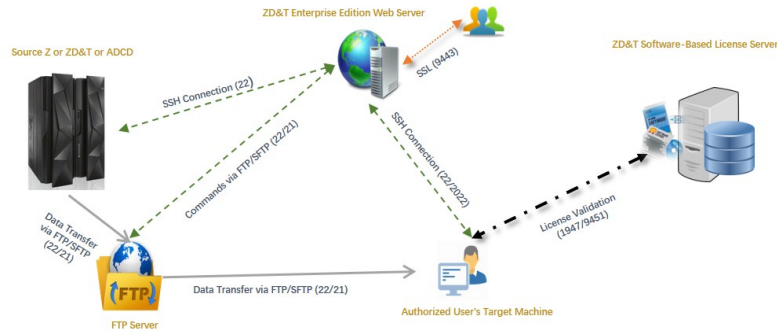 ZD&T Enterprise Edition Web Server
Source Z or ZD&T or ADCD
ZD&T Software-Based License Server
SSL (9443)
SSH Connection (22)
Commands via FTP/SFTP (22/21)
SSH Connection (22/2022)
License Validation
(1947/9451)
Data Transfer
via FTP/SFTP
(22/21)
FTP
Data Transfer via FTP/SFTP (22/21)
FTP Server
Authorized User's Target Machine